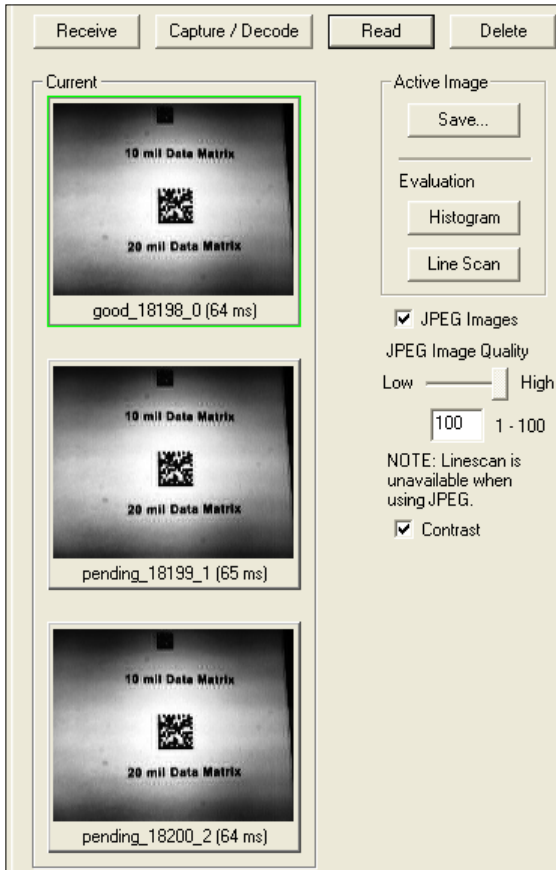 Receive
Capture / Decode
Read
Delete
Current
10 mil Data Matrix
20 mil Data Matrix
good_18198_0 (64 ms)
10 mil Data Matrix
20 mil Data Matrix
pending_18199_1 (65 ms)
10 mil Data Matrix
20 mil Data Matrix
pending_18200_2 (64 ms)
Active Image
Save...
Evaluation
Histogram
Line Scan
JPEG Images
JPEG Image Quality
Low
High
100
1 - 100
NOTE: Linescan is
unavailable when
using JPEG.
Contrast